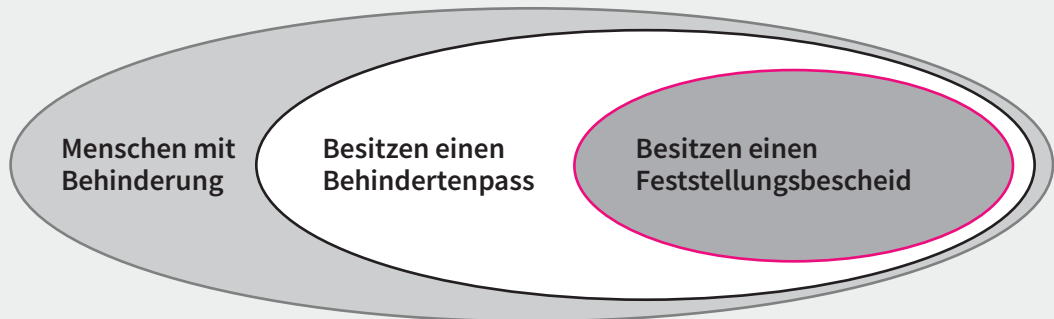 Menschen mit
Behinderung
Besitzen einen
Behindertenpass
Besitzen einen
Feststellungsbescheid